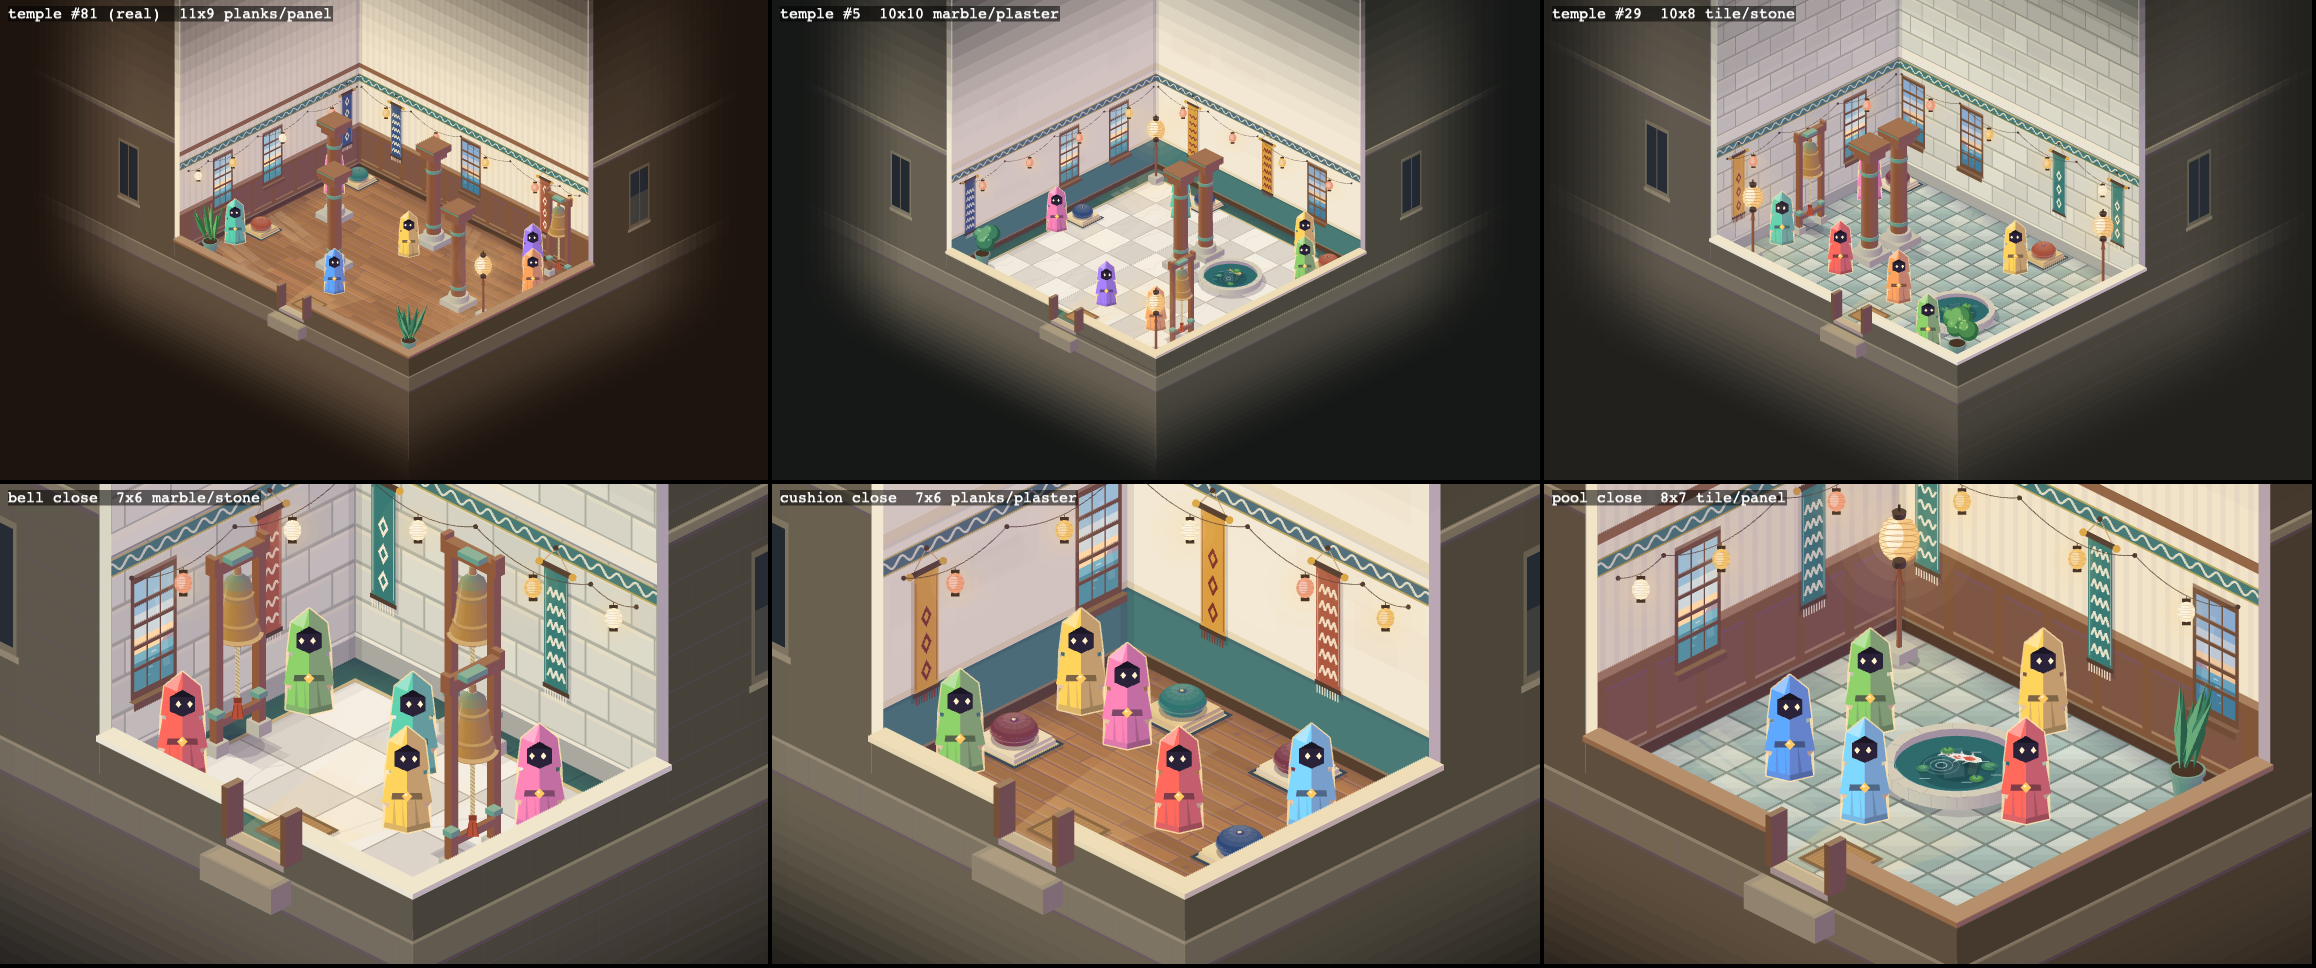 temple #81 (real)  11x9 planks/panel
temple #5  10x10 marble/plaster
temple #29  10x8 tile/stone
bell close  7x6 marble/stone
cushion close  7x6 planks/plaster
pool close  8x7 tile/panel